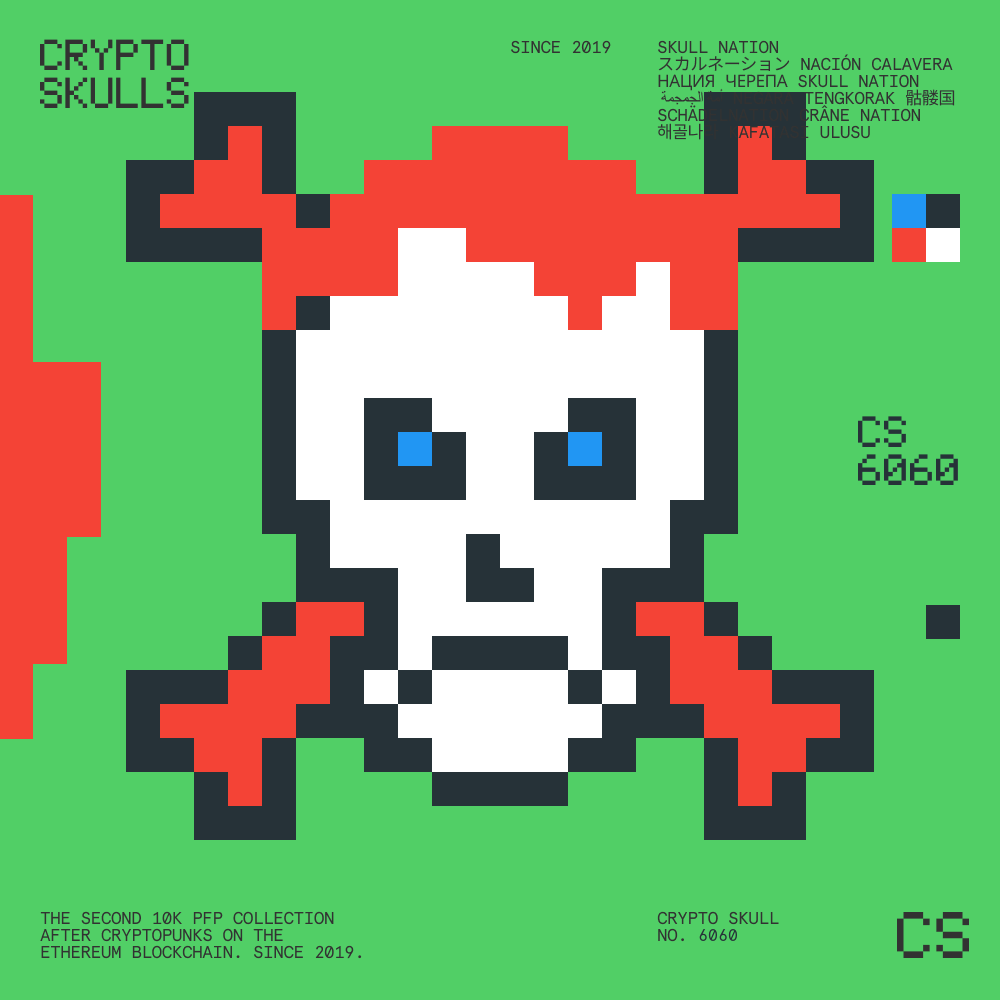 CRYPTO
SKULLS
SINCE 2019
SKULL NATION
スカルネーション NACIÓN CALAVERA
НАЦИЯ ЧЕРЕПА SKULL NATION
الجمجمة TENGKORAK 骷髅国
CRÂNE NATION
해골나 ULUSU
CS
6060
THE SECOND 10K PFP COLLECTION
AFTER CRYPTOPUNKS ON THE
ETHEREUM BLOCKCHAIN. SINCE 2019.
CRYPTO SKULL
NO. 6060
CS